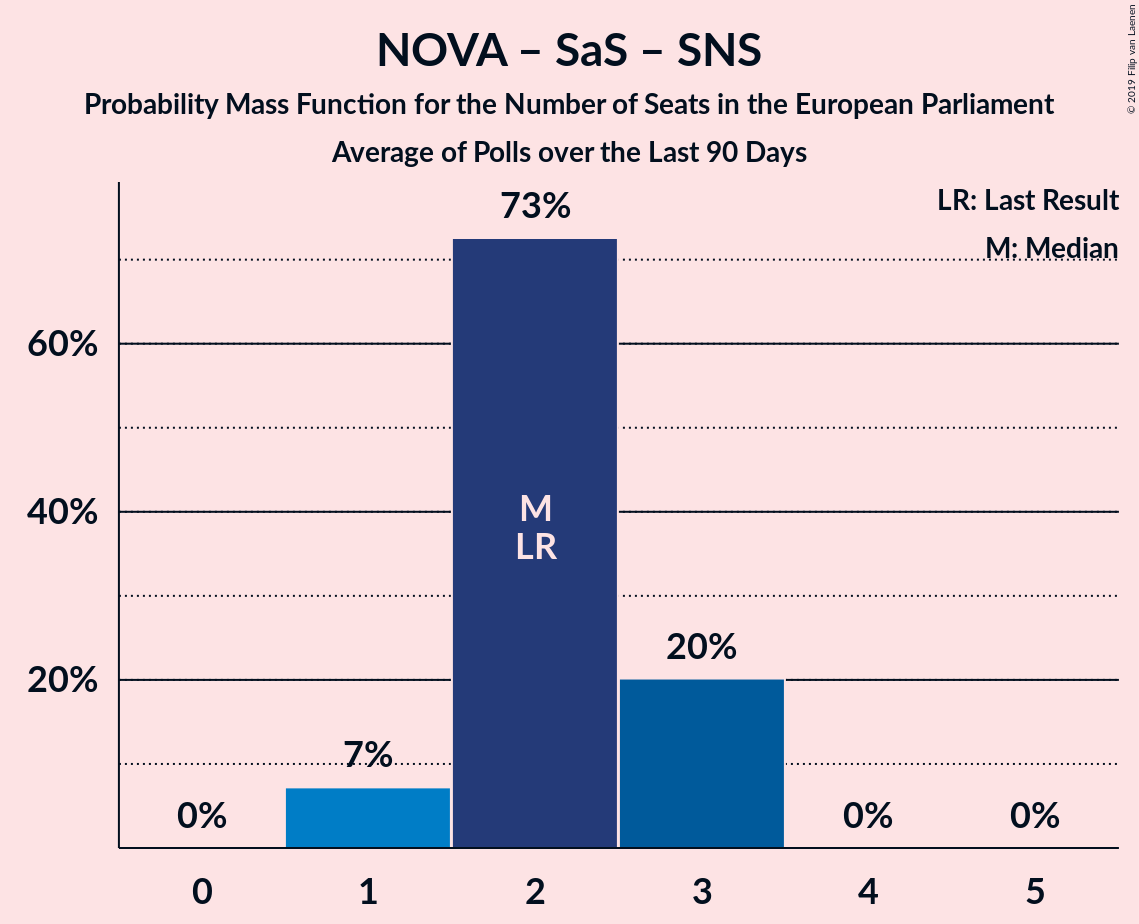 NOVA – SaS – SNS
Probability Mass Function for the Number of Seats in the European Parliament
Average of Polls over the Last 90 Days
© 2019 Filip van Laenen
LR: Last Result
M: Median
73%
60%
40%
20%
M
LR
20%
7%
0%
0%
0%
0
1
2
3
4
5